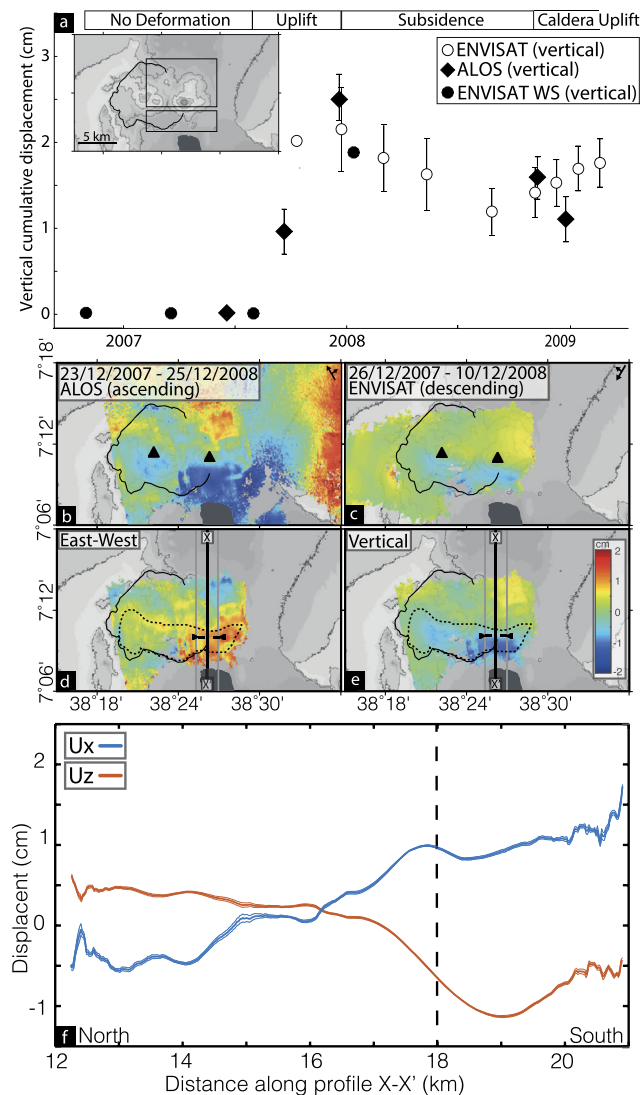 No Deformation Uplift Subsidence Caldera Uplift
a
Vertical cumulative displacement (cm)
3
2
1
0
5 km
ENVISAT (vertical)
ALOS (vertical)
ENVISAT WS (vertical)
2007 2008 2009
7°18'
7°12'
7°06'
23/12/2007 - 25/12/2008
ALOS (ascending)
b
26/12/2007 - 10/12/2008
ENVISAT (descending)
c
7°12'
7°06'
East-West
X
X'
d
Vertical
X
X'
e
cm
2
1
0
-1
-2
38°18' 38°24' 38°30' 38°18' 38°24' 38°30'
Ux
Uz
Displacent (cm)
2
1
0
-1
f North South
12 14 16 18 20
Distance along profile X-X' (km)